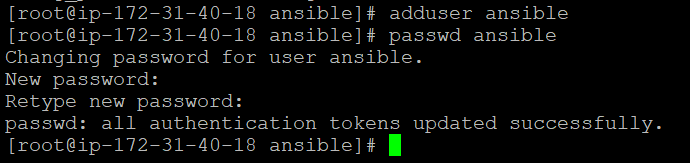 [root@ip-172-31-40-18 ansible]# adduser ansible
[root@ip-172-31-40-18 ansible]# passwd ansible
Changing password for user ansible.
New password:
Retype new password:
passwd: all authentication tokens updated successfully.
[root@ip-172-31-40-18 ansible]#